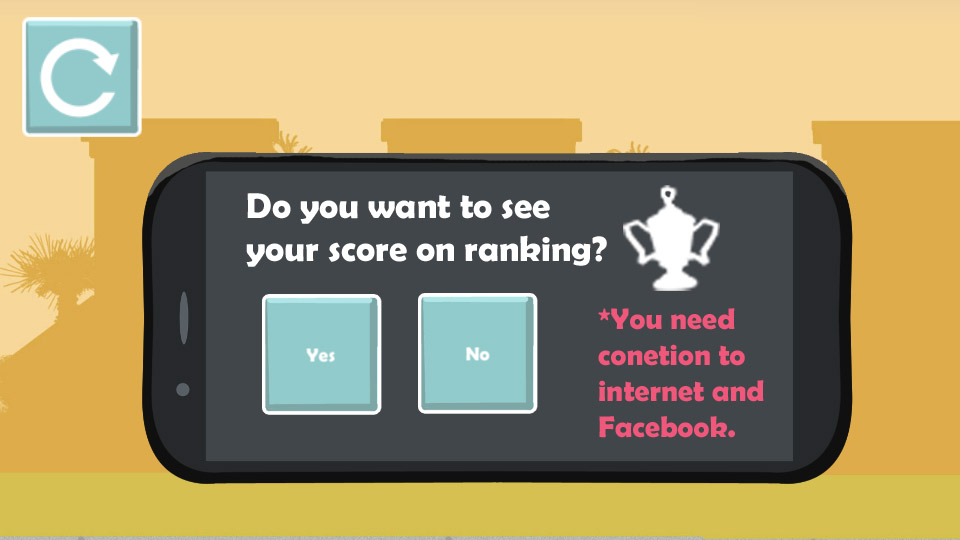 Do you want to see
your score on ranking?
Yes
No
*You need
conetion to
internet and
Facebook.